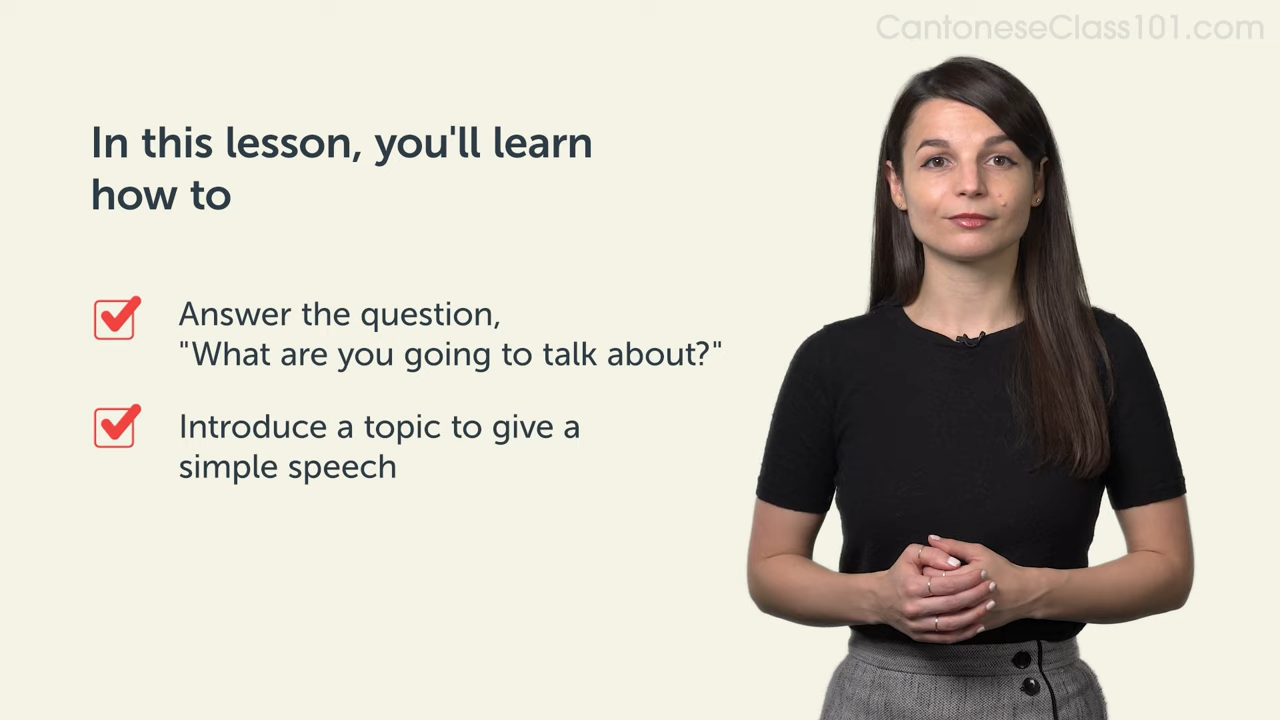 CantoneseClass101.com
In this lesson, you'll learn
how to
Answer the question,
"What are you going to talk about?"
Introduce a topic to give a
simple speech